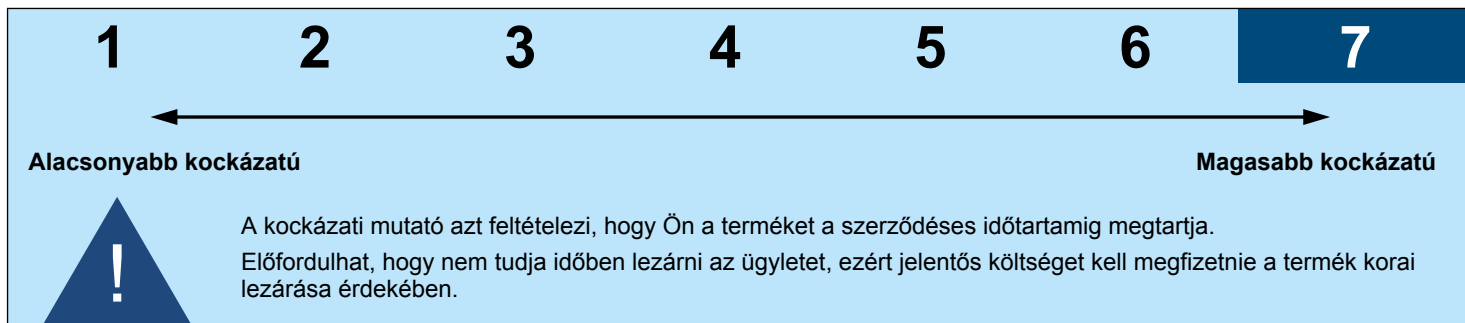 1 2 3 4 5 6 7
Alacsonyabb kockázatú Magasabb kockázatú
!
A kockázati mutató azt feltételezi, hogy Ön a terméket a szerződéses időtartamig megtartja.
Előfordulhat, hogy nem tudja időben lezárni az ügyletet, ezért jelentős költséget kell megfizetnie a termék korai
lezárása érdekében.